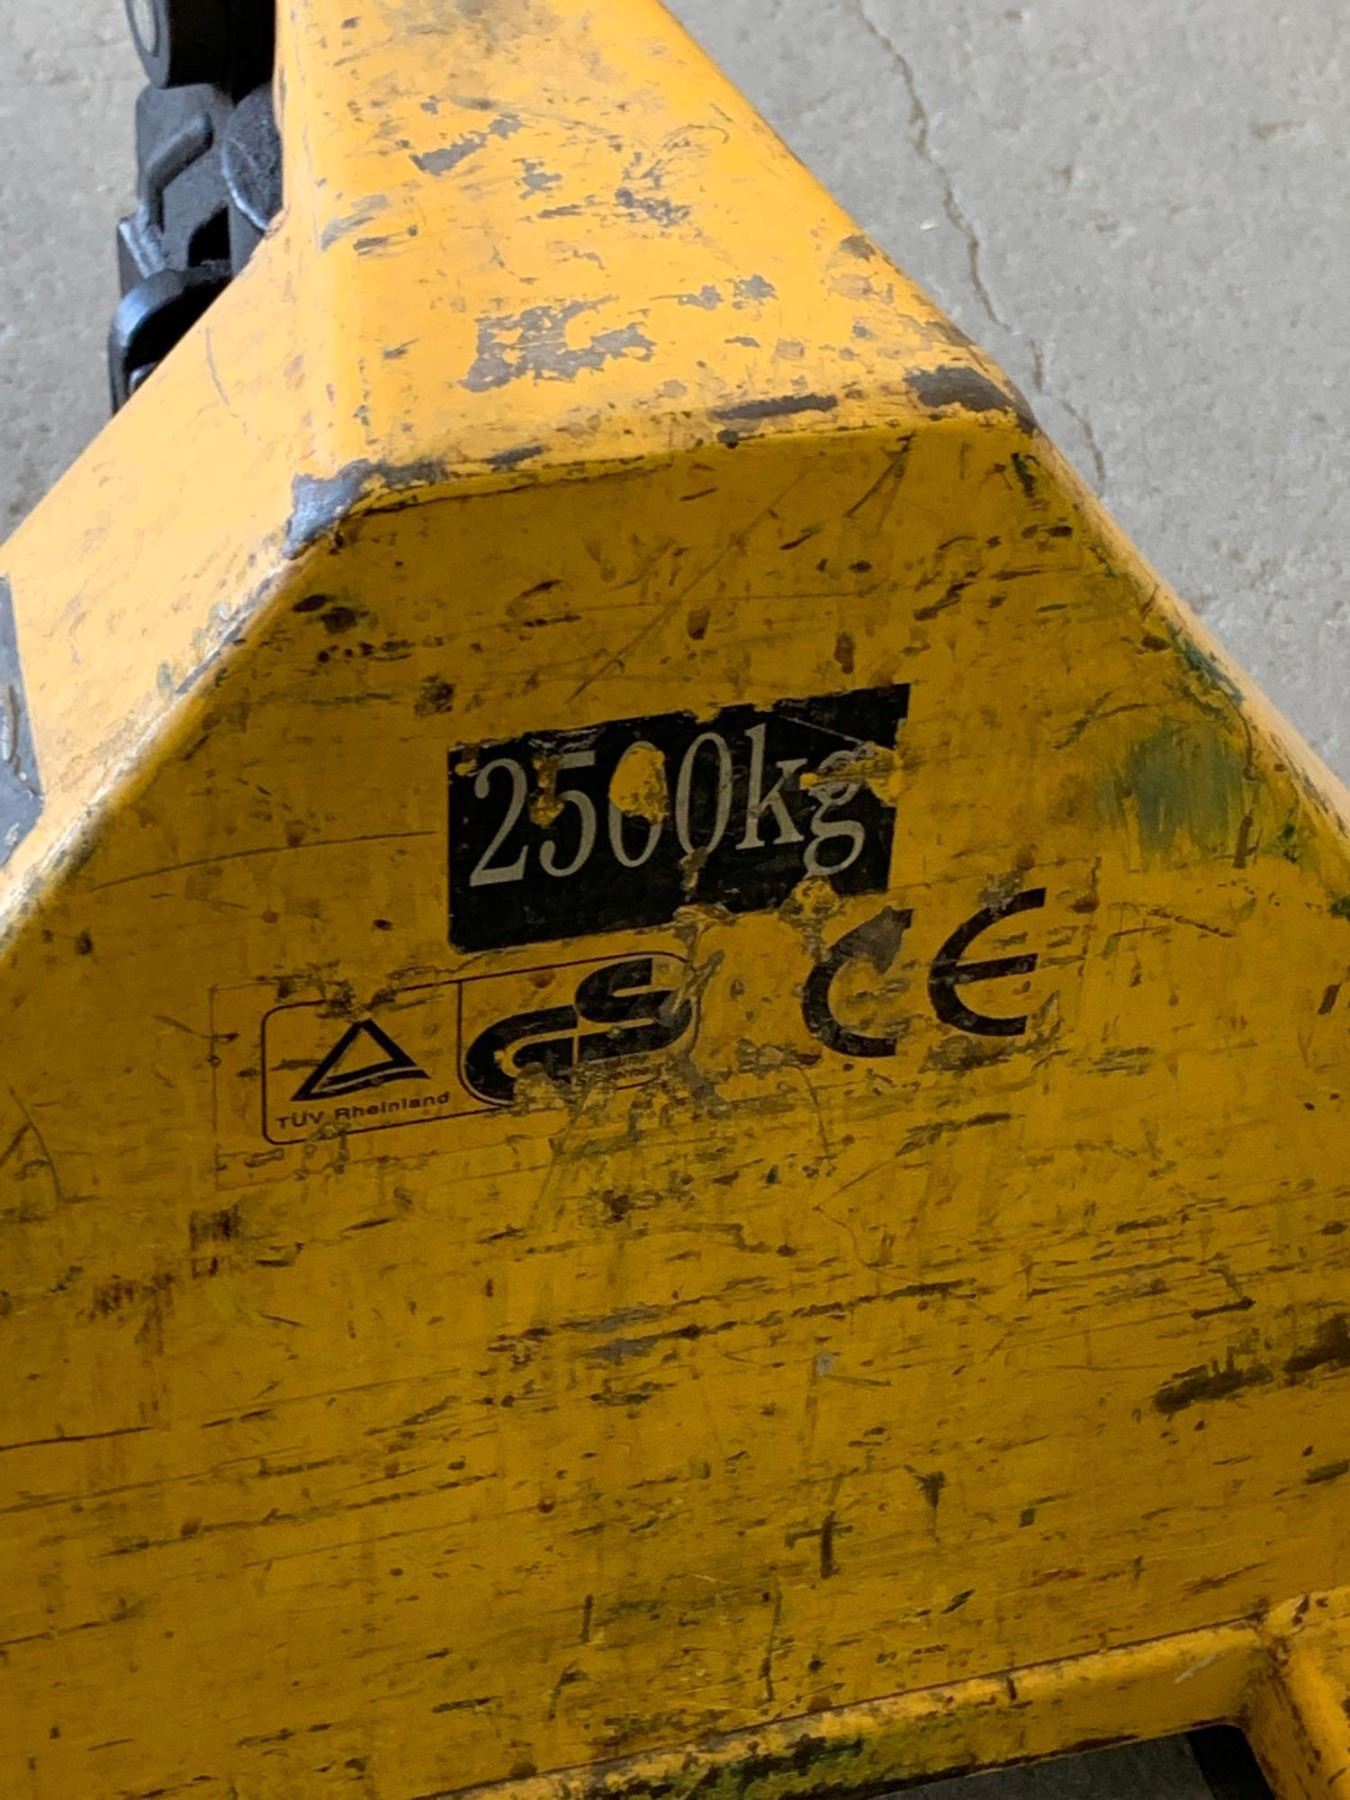 2500kg
TÜV Rheinland
GS
CE